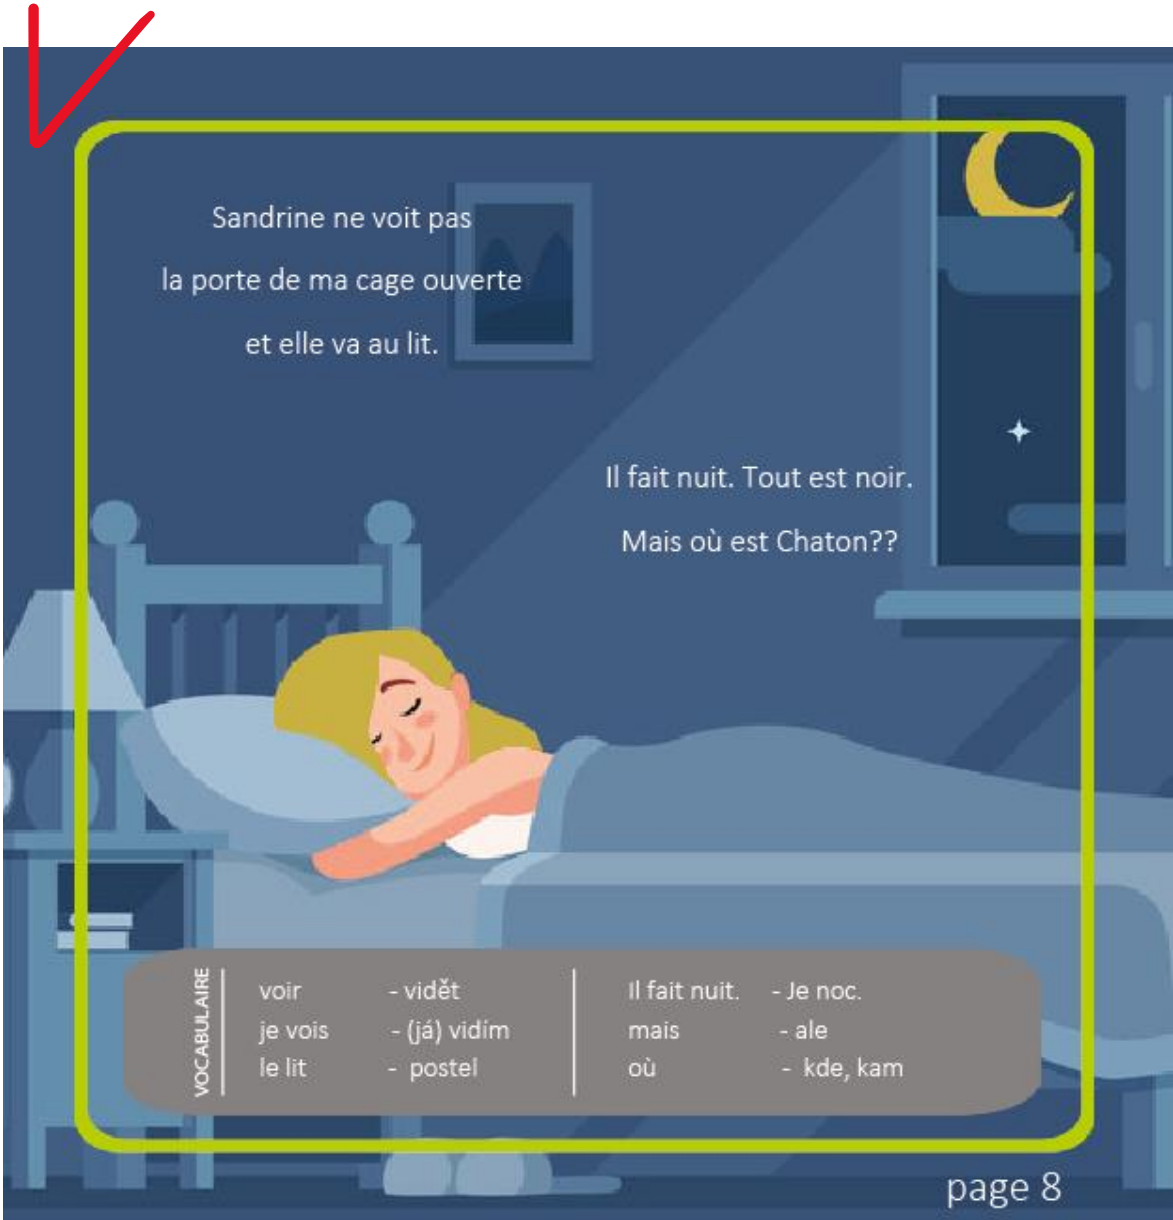 Sandrine ne voit pas
la porte de ma cage ouverte
et elle va au lit.
Il fait nuit. Tout est noir.
Mais où est Chaton??
VOCABULAIRE
voir - vidět
je vois - (já) vidím
le lit - postel
Il fait nuit. - Je noc.
mais - ale
où - kde, kam
page 8